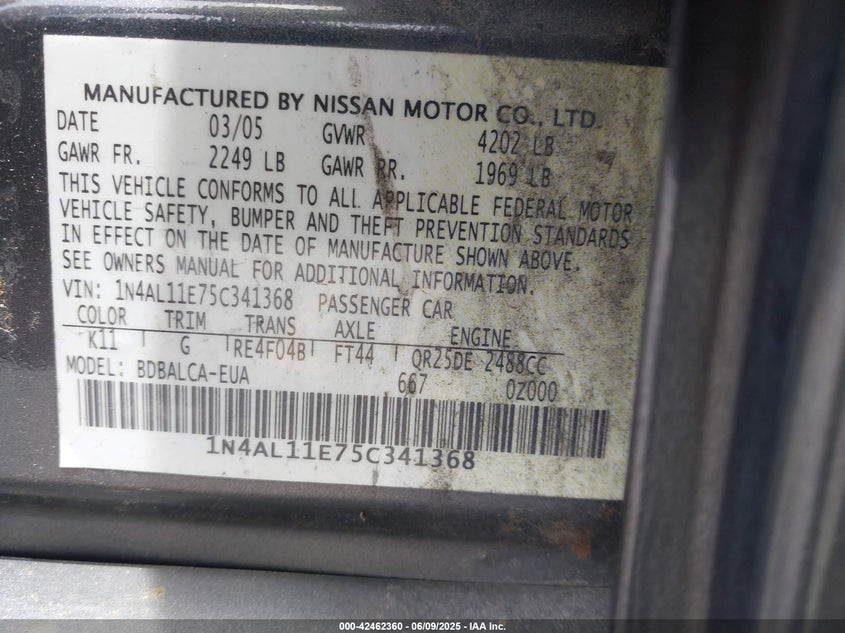 MANUFACTURED BY NISSAN MOTOR CO., LTD.
DATE 03/05 GVWR 4202 LB
GAWR FR. 2249 LB GAWR RR. 1969 LB
THIS VEHICLE CONFORMS TO ALL APPLICABLE FEDERAL MOTOR
VEHICLE SAFETY, BUMPER AND THEFT PREVENTION STANDARDS
IN EFFECT ON THE DATE OF MANUFACTURE SHOWN ABOVE.
SEE OWNERS MANUAL FOR ADDITIONAL INFORMATION.
VIN: 1N4AL11E75C341368 PASSENGER CAR
COLOR TRIM TRANS AXLE ENGINE
K11 G RE4F04B FT44 QR25DE 2488CC
MODEL: BDBALCA-EUA 667 0Z000
1N4AL11E75C341368
000-42462360 - 06/09/2025 - IAA Inc.